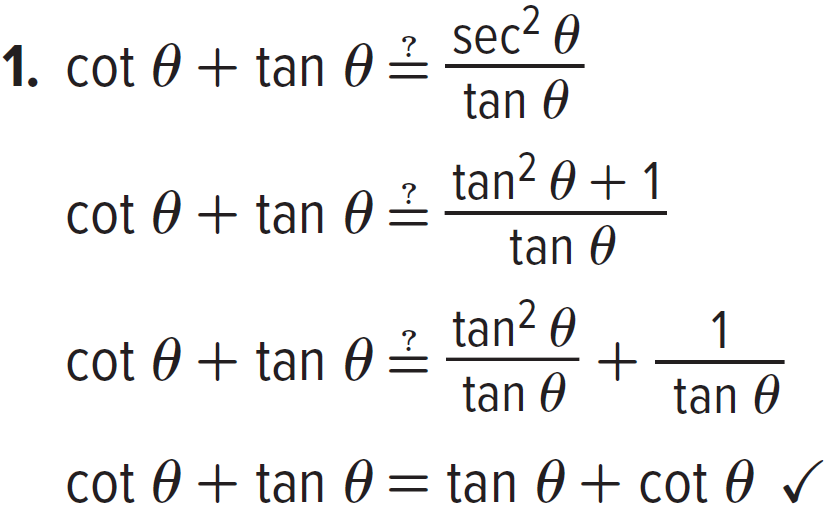 1. cot θ + tan θ ≟ sec² θ / tan θ
cot θ + tan θ ≟ tan² θ + 1 / tan θ
cot θ + tan θ ≟ tan² θ / tan θ + 1 / tan θ
cot θ + tan θ = tan θ + cot θ ✓